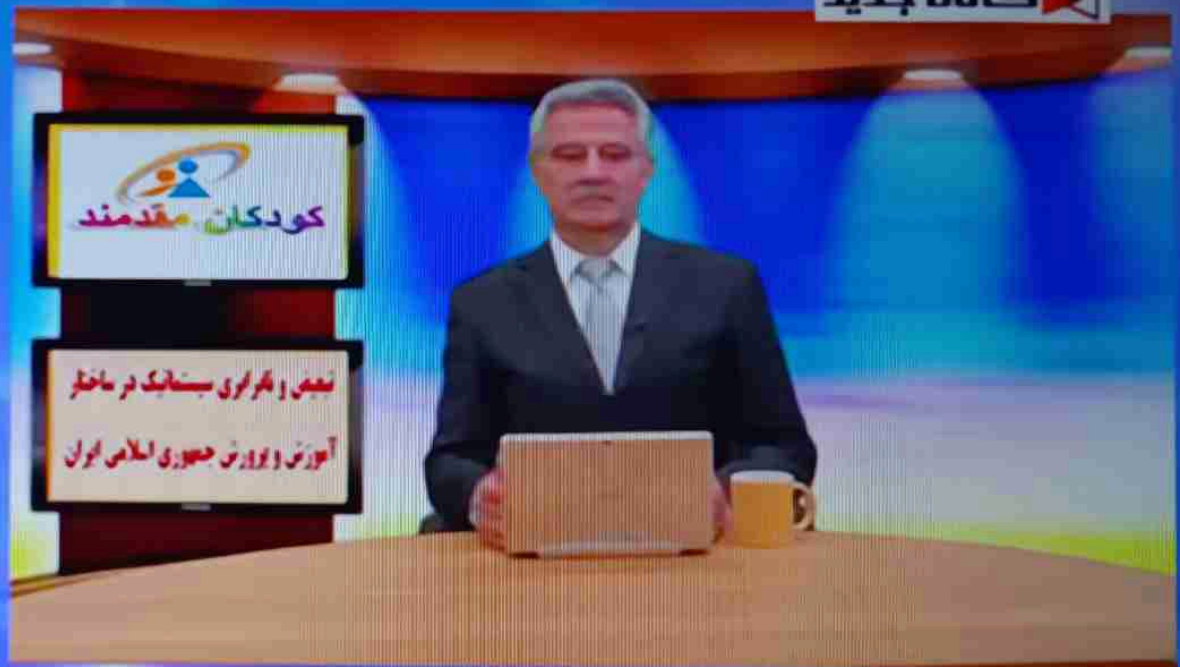 جدید
کودکان مقدمند
تبعیض و نابرابری سیستماتیک در ساختار
آموزش و پرورش جمهوری اسلامی ایران